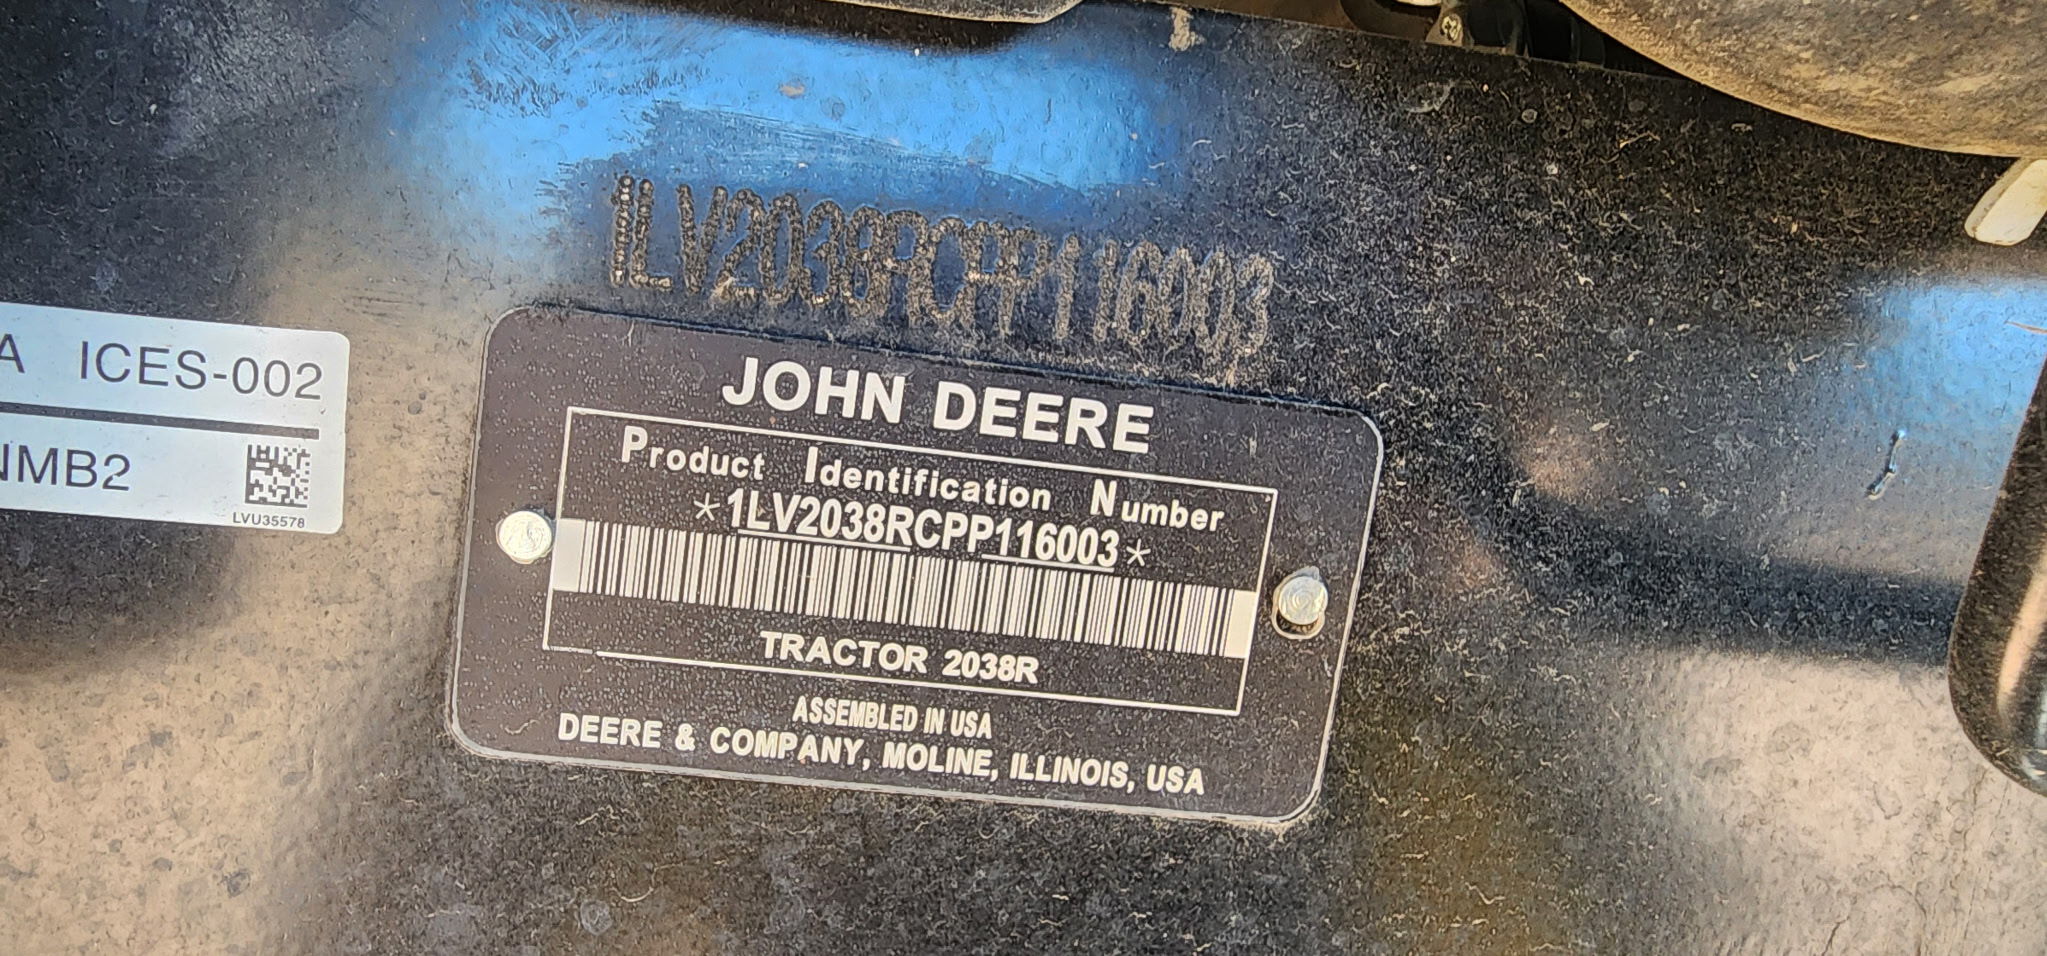 1LV2038RCPP116003
A ICES-002
NMB2
LVU35578
JOHN DEERE
Product Identification Number
*1LV2038RCPP116003*
TRACTOR 2038R
ASSEMBLED IN USA
DEERE & COMPANY, MOLINE, ILLINOIS, USA